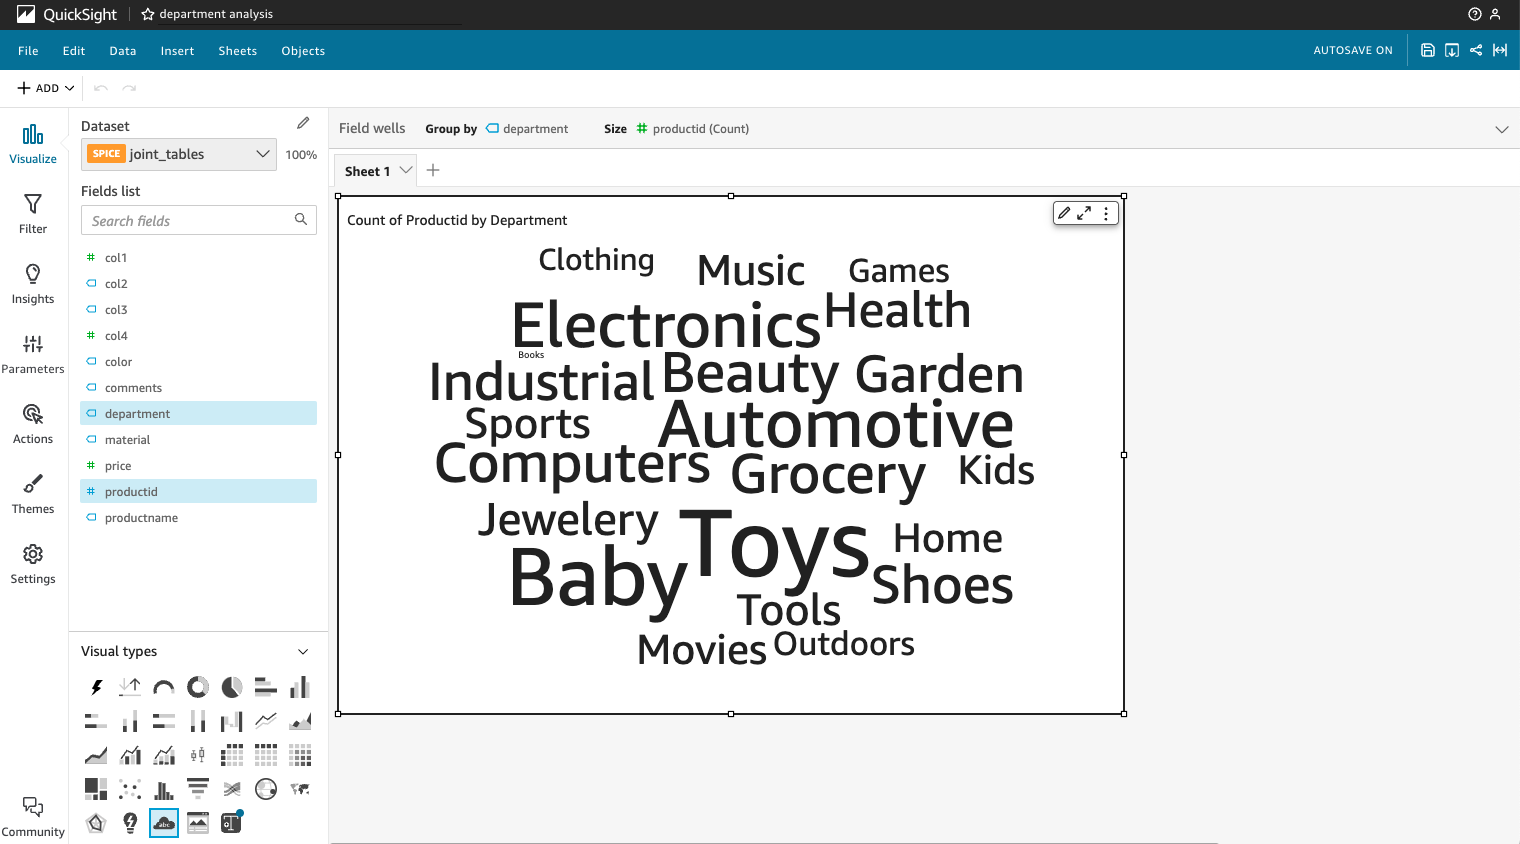 QuickSight
department analysis
File Edit Data Insert Sheets Objects
AUTOSAVE ON
ADD
Visualize
Filter
Insights
Parameters
Actions
Themes
Settings
Community
Dataset
SPICE joint_tables 100%
Fields list
Search fields
col1
col2
col3
col4
color
comments
department
material
price
productid
productname
Visual types
abc
Field wells Group by department Size productid (Count)
Sheet 1
Count of Productid by Department
Clothing Music Games
Electronics Health
Books
Industrial Beauty Garden
Sports Automotive
Computers Grocery Kids
Jewelery Toys Home
Baby Shoes
Tools
Movies Outdoors